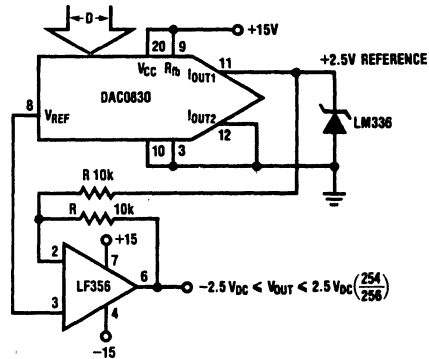 D
+15V
20 9
11
VCC Rfb IOUT1
+2.5V REFERENCE
8
VREF
DAC0830
IOUT2
12
LM336
10 3
R 10k
R 10k
+15
2
7
LF356
6
−2.5 VDC ⩽ VOUT ⩽ 2.5 VDC(254/256)
3
4
−15